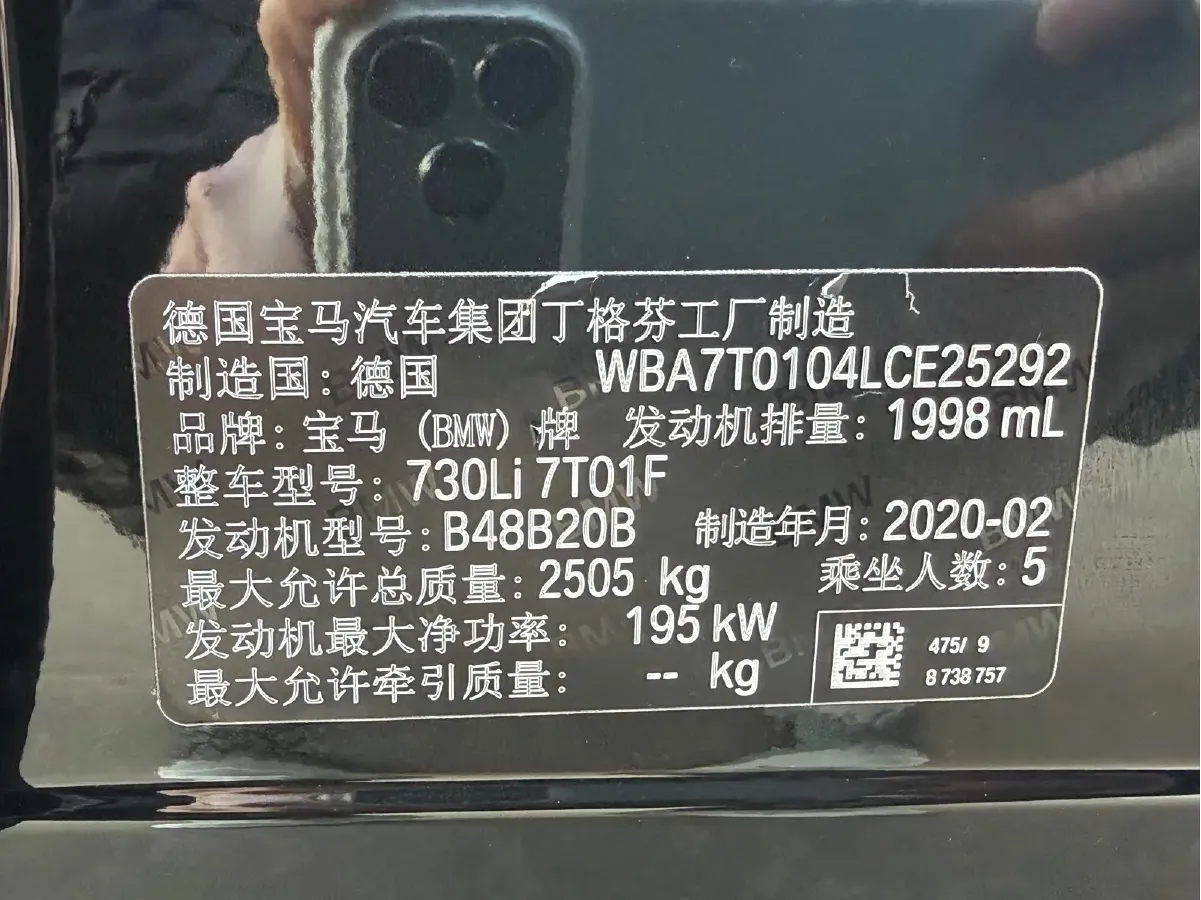 德国宝马汽车集团丁格芬工厂制造
制造国：德国 WBA7T0104LCE25292
品牌：宝马（BMW）牌 发动机排量：1998 mL
整车型号：730Li 7T01F
发动机型号：B48B20B 制造年月：2020-02
最大允许总质量：2505 kg 乘坐人数：5
发动机最大净功率： 195 kW
最大允许牵引质量： -- kg
475/ 9
8 738 757
BMW